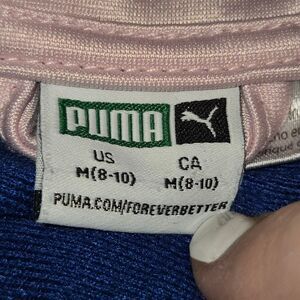 PUMA
US CA
M(8-10) M(8-10)
PUMA.COM/FOREVERBETTER